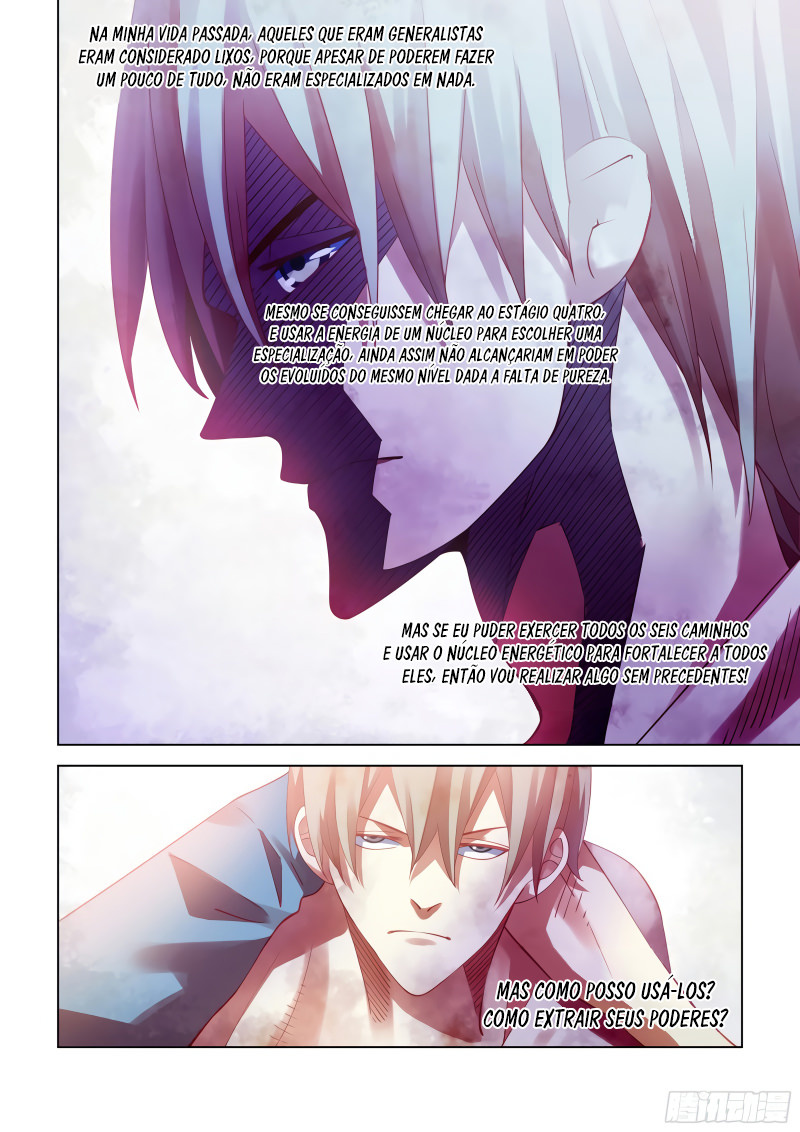 NA MINHA VIDA PASSADA, AQUELES QUE ERAM GENERALISTAS
ERAM CONSIDERADO LIXOS, PORQUE APESAR DE PODEREM FAZER
UM POUCO DE TUDO, NÃO ERAM ESPECIALIZADOS EM NADA.
MESMO SE CONSEGUISSEM CHEGAR AO ESTÁGIO QUATRO,
E USAR A ENERGIA DE UM NÚCLEO PARA ESCOLHER UMA
ESPECIALIZAÇÃO, AINDA ASSIM NÃO ALCANÇARIAM EM PODER
OS EVOLUÍDOS DO MESMO NÍVEL DADA A FALTA DE PUREZA.
MAS SE EU PUDER EXERCER TODOS OS SEIS CAMINHOS
E USAR O NÚCLEO ENERGÉTICO PARA FORTALECER A TODOS
ELES, ENTÃO VOU REALIZAR ALGO SEM PRECEDENTES!
MAS COMO POSSO USÁ-LOS?
COMO EXTRAIR SEUS PODERES?
腾讯动漫